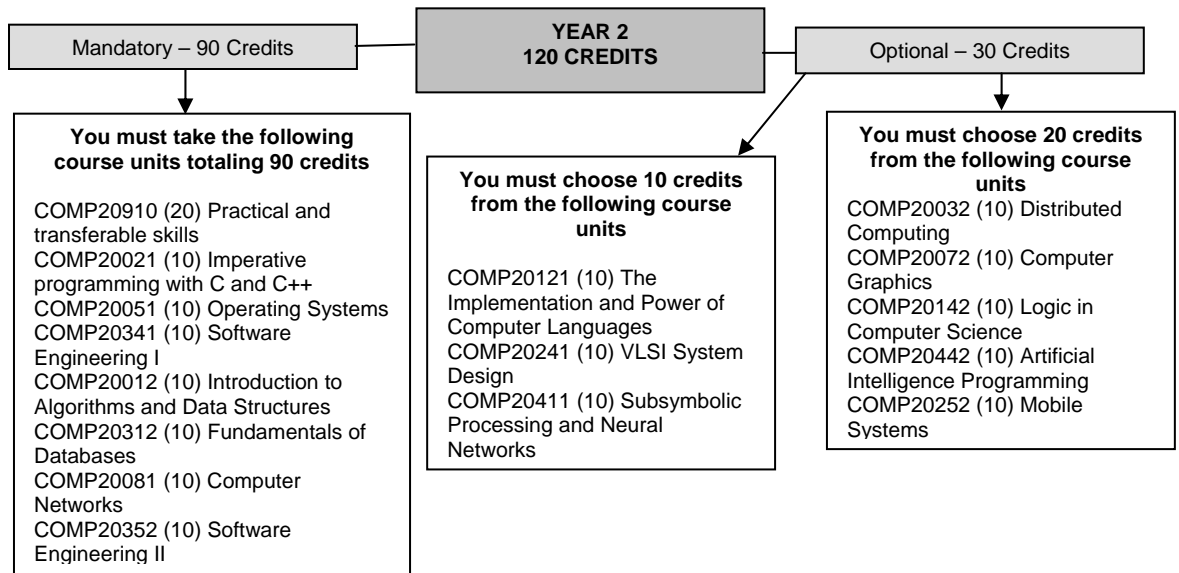 YEAR 2
120 CREDITS
Mandatory – 90 Credits
Optional – 30 Credits
You must take the following
course units totaling 90 credits
COMP20910 (20) Practical and
transferable skills
COMP20021 (10) Imperative
programming with C and C++
COMP20051 (10) Operating Systems
COMP20341 (10) Software
Engineering I
COMP20012 (10) Introduction to
Algorithms and Data Structures
COMP20312 (10) Fundamentals of
Databases
COMP20081 (10) Computer
Networks
COMP20352 (10) Software
Engineering II
You must choose 10 credits
from the following course
units
COMP20121 (10) The
Implementation and Power of
Computer Languages
COMP20241 (10) VLSI System
Design
COMP20411 (10) Subsymbolic
Processing and Neural
Networks
You must choose 20 credits
from the following course
units
COMP20032 (10) Distributed
Computing
COMP20072 (10) Computer
Graphics
COMP20142 (10) Logic in
Computer Science
COMP20442 (10) Artificial
Intelligence Programming
COMP20252 (10) Mobile
Systems